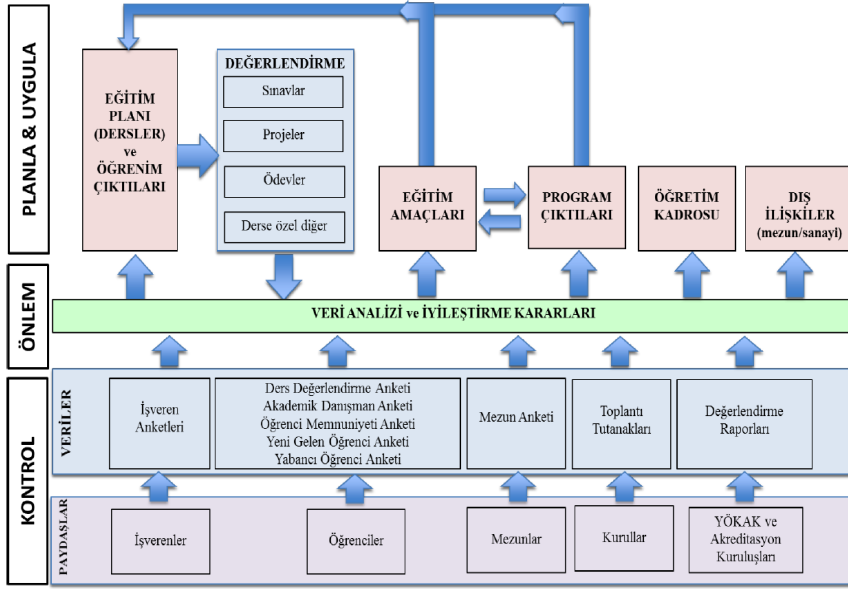 PLANLA & UYGULA
EĞİTİM
PLANI
(DERSLER)
ve
ÖĞRENİM
ÇIKTILARI
DEĞERLENDİRME
Sınavlar
Projeler
Ödevler
Derse özel diğer
EĞİTİM
AMAÇLARI
PROGRAM
ÇIKTILARI
ÖĞRETİM
KADROSU
DIŞ
İLİŞKİLER
(mezun/sanayi)
ÖNLEM
VERİ ANALİZİ ve İYİLEŞTİRME KARARLARI
KONTROL
VERİLER
İşveren
Anketleri
Ders Değerlendirme Anketi
Akademik Danışman Anketi
Öğrenci Memnuniyeti Anketi
Yeni Gelen Öğrenci Anketi
Yabancı Öğrenci Anketi
Mezun Anketi
Toplantı
Tutanakları
Değerlendirme
Raporları
PAYDAŞLAR
İşverenler
Öğrenciler
Mezunlar
Kurullar
YÖKAK ve
Akreditasyon
Kuruluşları